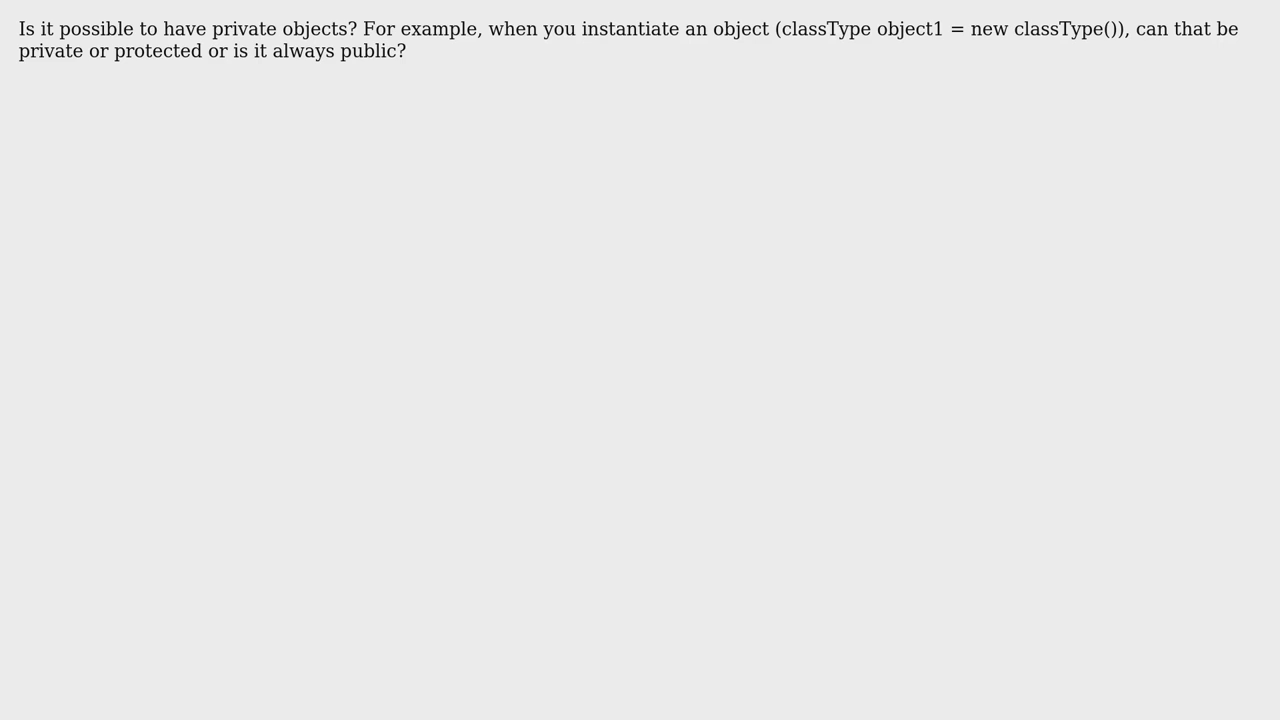 Is it possible to have private objects? For example, when you instantiate an object (classType object1 = new classType()), can that be
private or protected or is it always public?